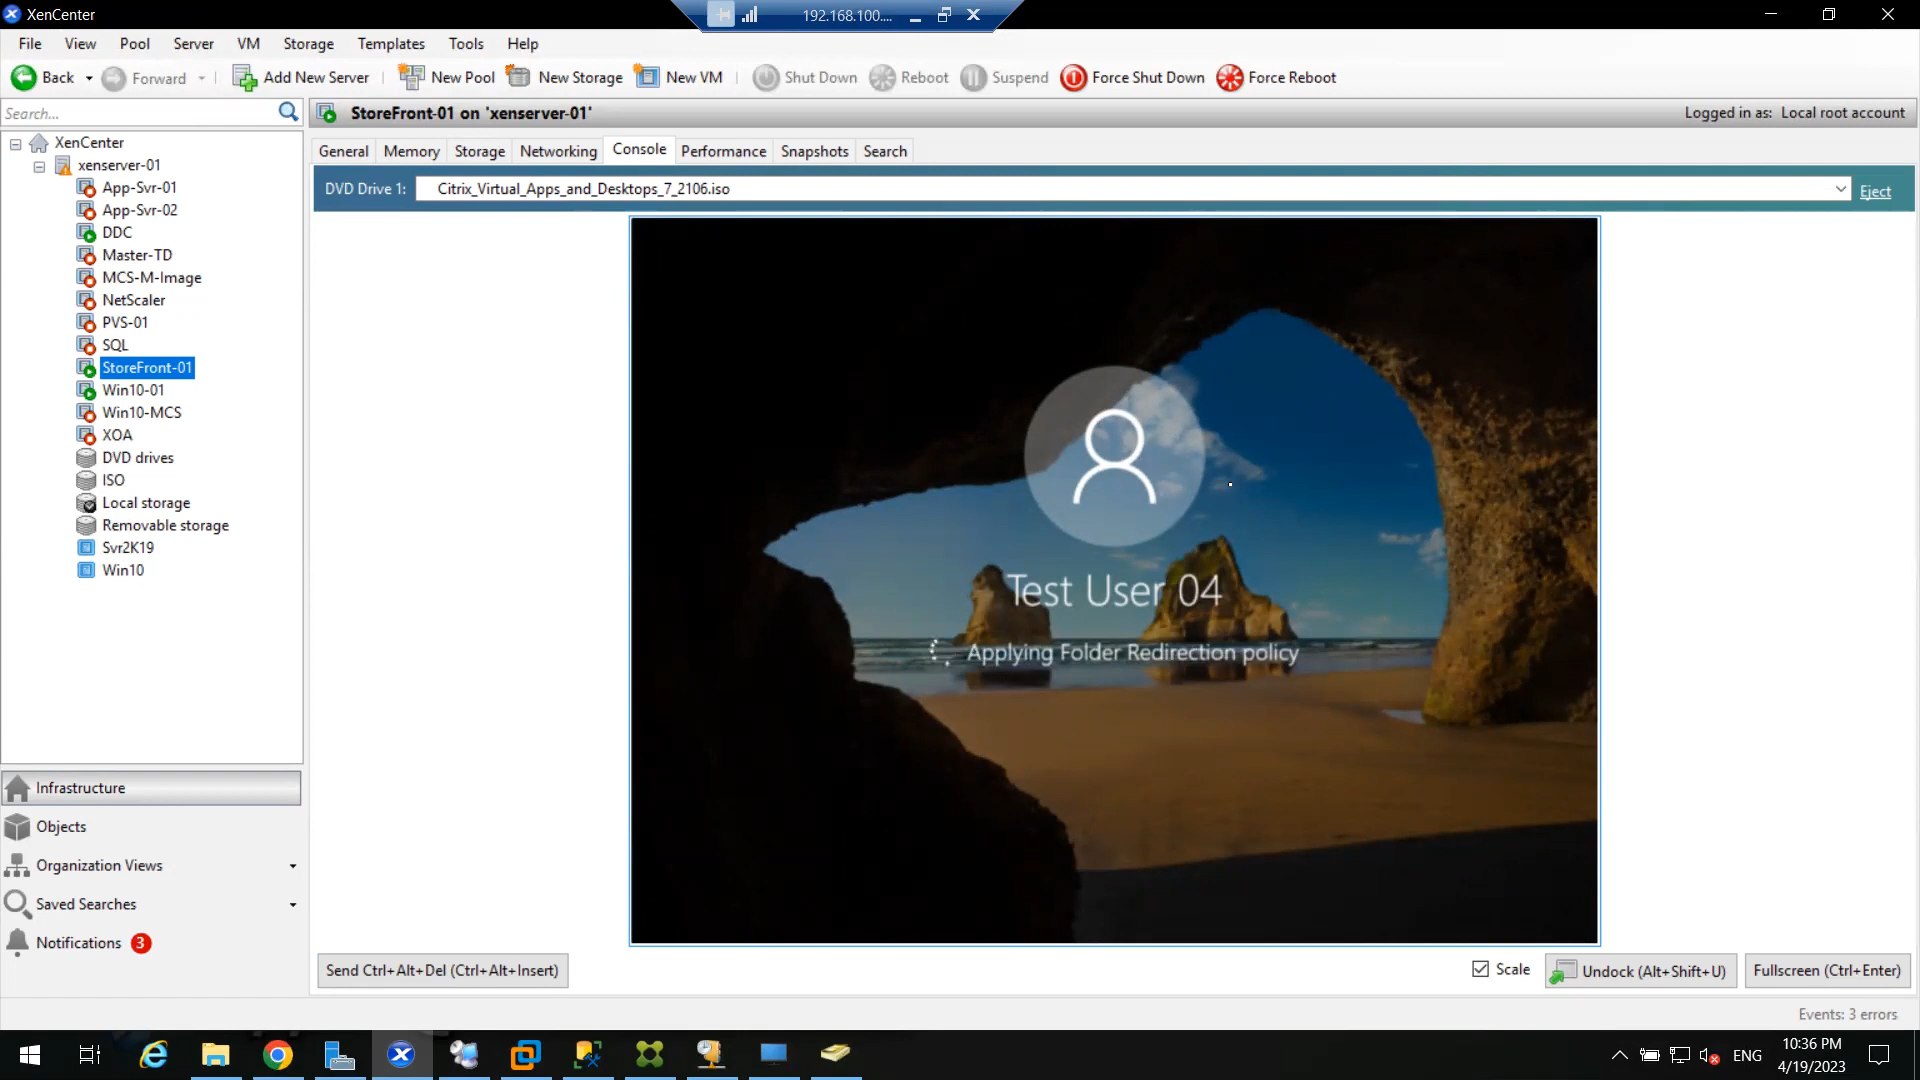 XenCenter
192.168.100....
File View Pool Server VM Storage Templates Tools Help
Back Forward Add New Server New Pool New Storage New VM Shut Down Reboot Suspend Force Shut Down Force Reboot
Search...
StoreFront-01 on 'xenserver-01'
Logged in as: Local root account
XenCenter
xenserver-01
App-Svr-01
App-Svr-02
DDC
Master-TD
MCS-M-Image
NetScaler
PVS-01
SQL
StoreFront-01
Win10-01
Win10-MCS
XOA
DVD drives
ISO
Local storage
Removable storage
Svr2K19
Win10
Infrastructure
Objects
Organization Views
Saved Searches
Notifications 3
General Memory Storage Networking Console Performance Snapshots Search
DVD Drive 1: Citrix_Virtual_Apps_and_Desktops_7_2106.iso Eject
Test User 04
Applying Folder Redirection policy
Send Ctrl+Alt+Del (Ctrl+Alt+Insert)
Scale
Undock (Alt+Shift+U)
Fullscreen (Ctrl+Enter)
Events: 3 errors
ENG
10:36 PM
4/19/2023